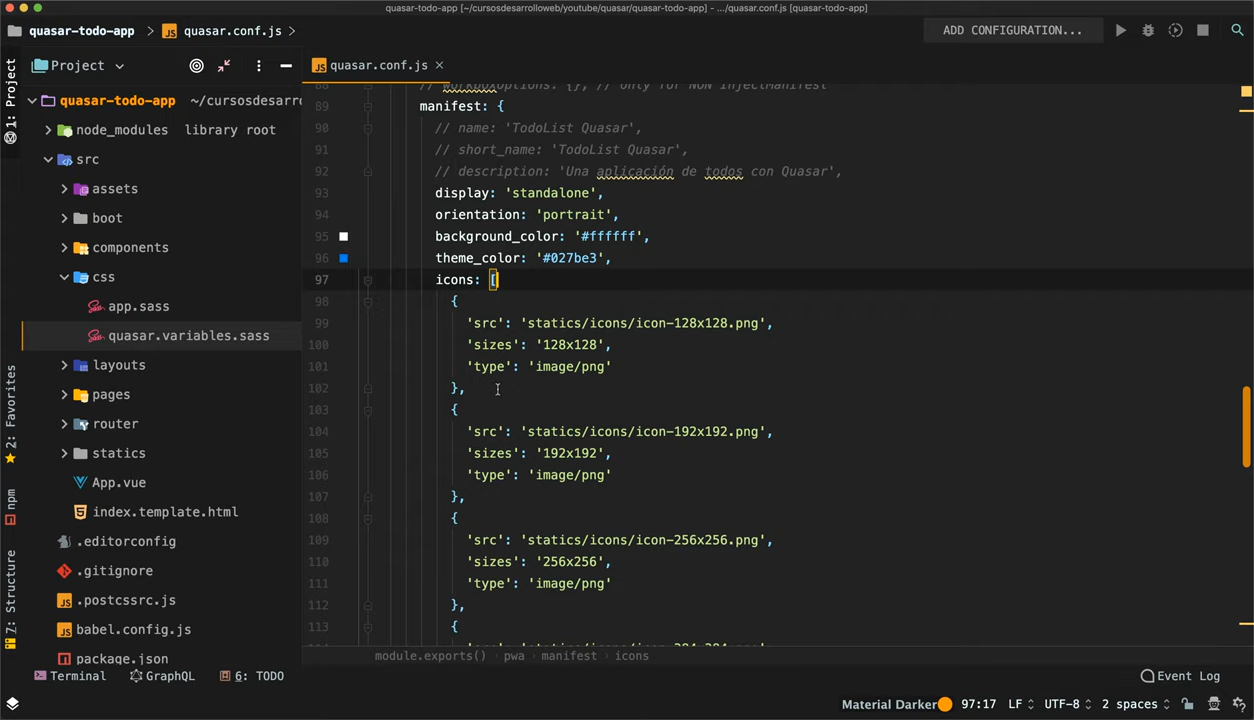 quasar-todo-app [~/cursosdesarrolloweb/youtube/quasar/quasar-todo-app] - .../quasar.conf.js [quasar-todo-app]
quasar-todo-app
quasar.conf.js
ADD CONFIGURATION...
1: Project
Project
quasar.conf.js
quasar-todo-app ~/cursosdesarro
88 // workboxOptions: {}, // only for NON InjectManifest
89 manifest: {
node_modules library root
90 // name: 'TodoList Quasar',
91 // short_name: 'TodoList Quasar',
src
92 // description: 'Una aplicación de todos con Quasar',
assets
93 display: 'standalone',
boot
94 orientation: 'portrait',
components
95 background_color: '#ffffff',
96 theme_color: '#027be3',
css
97 icons: [
app.sass
98 {
quasar.variables.sass
99 'src': 'statics/icons/icon-128x128.png',
100 'sizes': '128x128',
layouts
101 'type': 'image/png'
pages
102 },
2: Favorites
103 {
router
104 'src': 'statics/icons/icon-192x192.png',
statics
105 'sizes': '192x192',
App.vue
106 'type': 'image/png'
npm
107 },
index.template.html
108 {
.editorconfig
109 'src': 'statics/icons/icon-256x256.png',
110 'sizes': '256x256',
.gitignore
111 'type': 'image/png'
7: Structure
.postcssrc.js
112 },
babel.config.js
113 {
package.json
module.exports() pwa manifest icons
Terminal
GraphQL
6: TODO
Event Log
Material Darker
97:17
LF
UTF-8
2 spaces